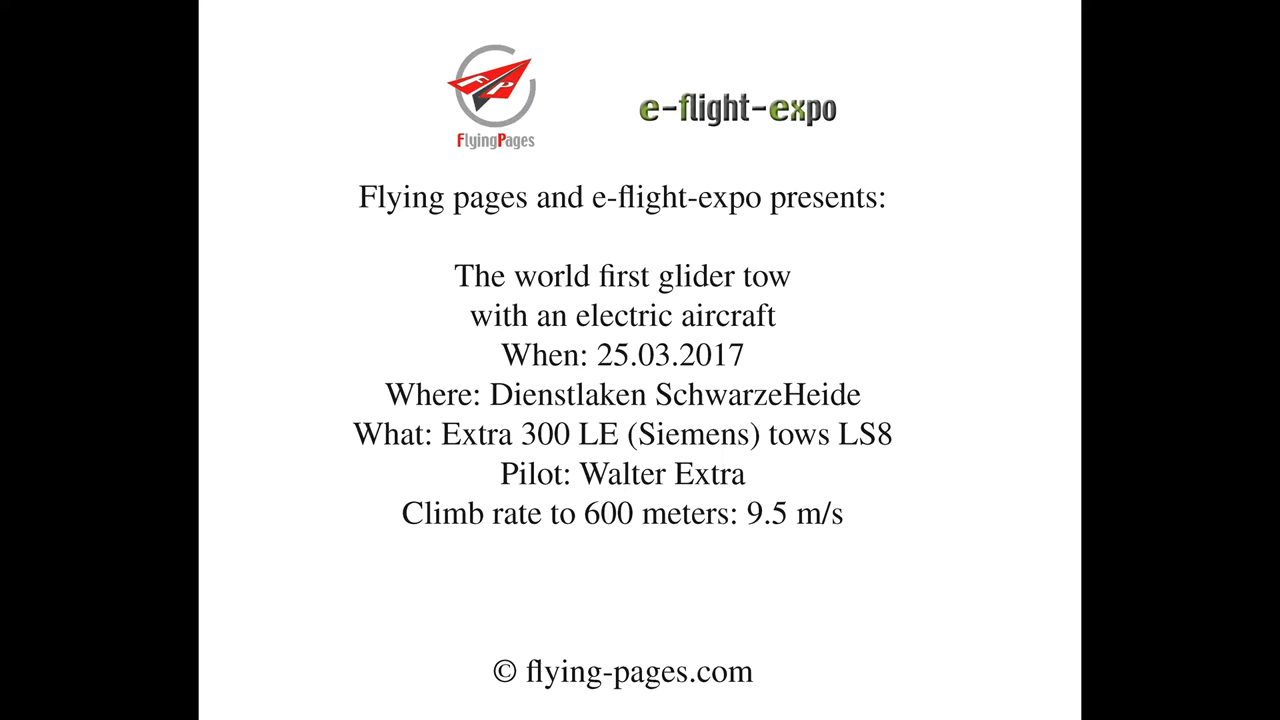 FP
FlyingPages
e-flight-expo
Flying pages and e-flight-expo presents:
The world first glider tow
with an electric aircraft
When: 25.03.2017
Where: Dienstlaken SchwarzeHeide
What: Extra 300 LE (Siemens) tows LS8
Pilot: Walter Extra
Climb rate to 600 meters: 9.5 m/s
© flying-pages.com